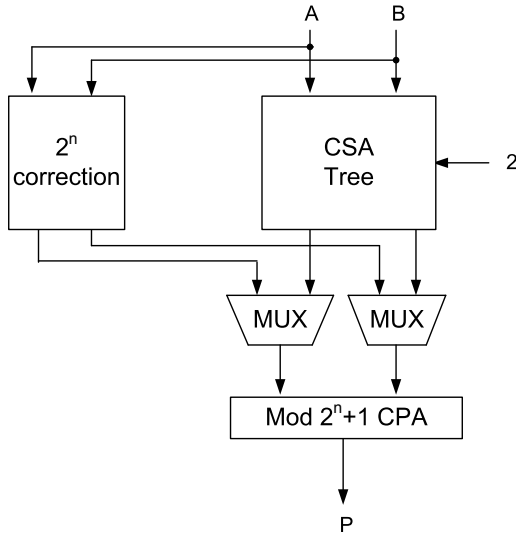 A B
2ⁿ
correction
CSA
Tree
2
MUX MUX
Mod 2ⁿ+1 CPA
P